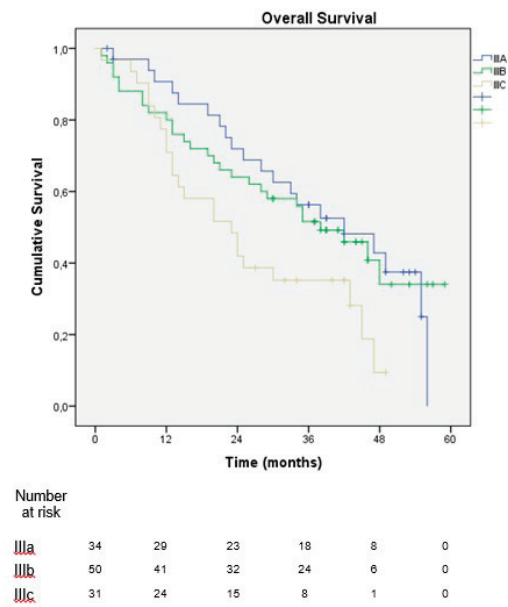 Overall Survival
IIIA
IIIB
IIIC
1,0
0,8
0,6
0,4
0,2
0,0
Cumulative Survival
0 12 24 36 48 60
Time (months)
Number
at risk
IIIa 34 29 23 18 8 0
IIIb 50 41 32 24 6 0
IIIc 31 24 15 8 1 0